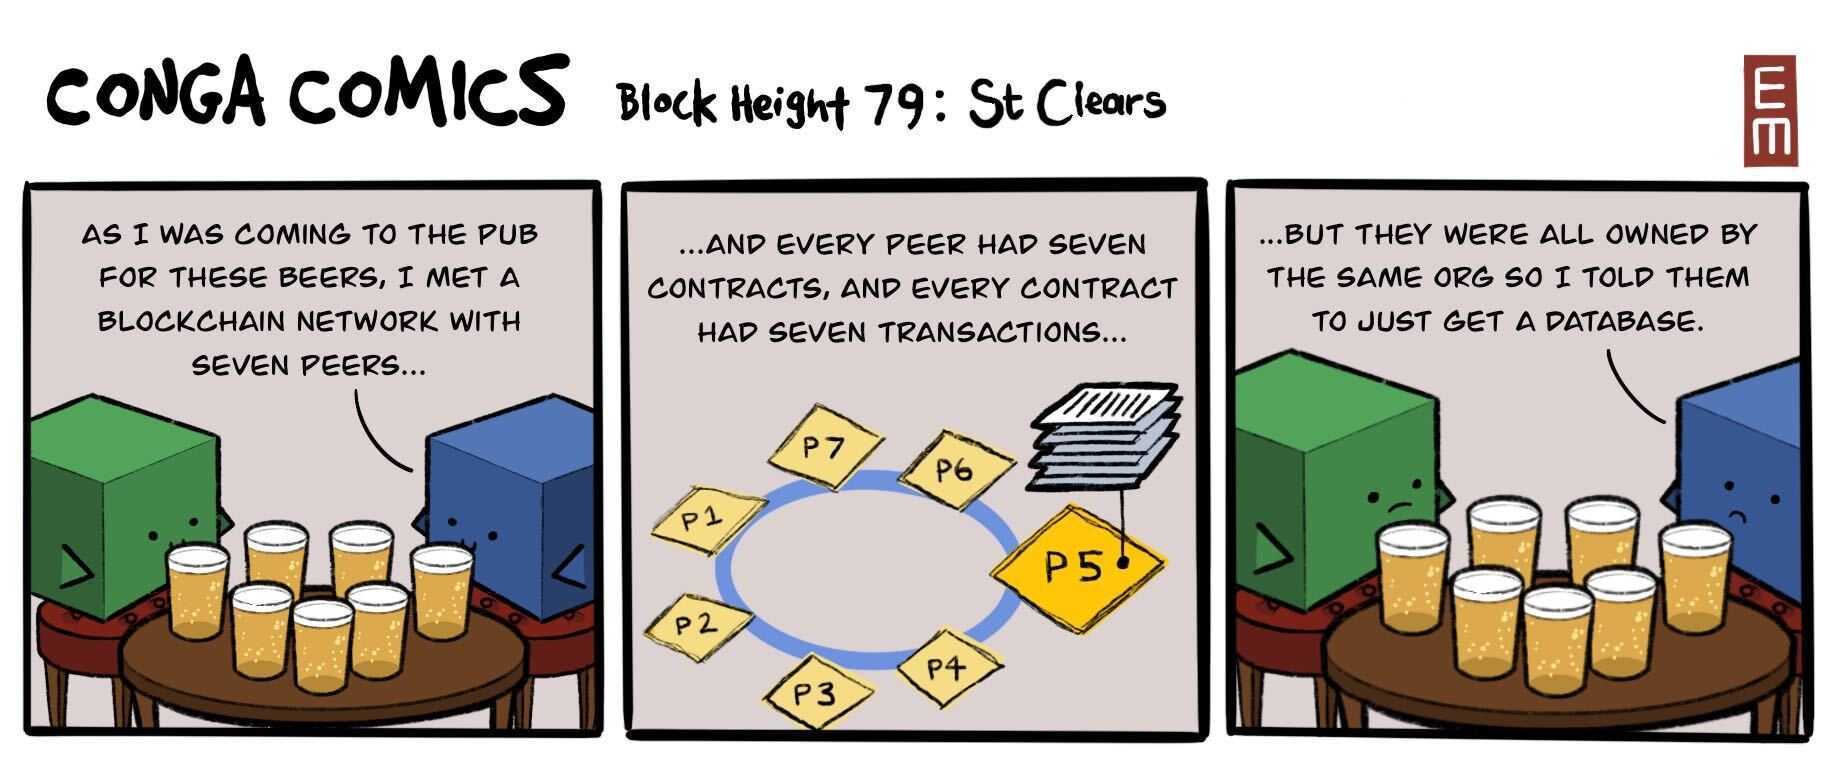 CONGA COMICS Block Height 79: St Clears
AS I WAS COMING TO THE PUB
FOR THESE BEERS, I MET A
BLOCKCHAIN NETWORK WITH
SEVEN PEERS...
...AND EVERY PEER HAD SEVEN
CONTRACTS, AND EVERY CONTRACT
HAD SEVEN TRANSACTIONS...
P7
P6
P1
P5
P2
P4
P3
...BUT THEY WERE ALL OWNED BY
THE SAME ORG SO I TOLD THEM
TO JUST GET A DATABASE.